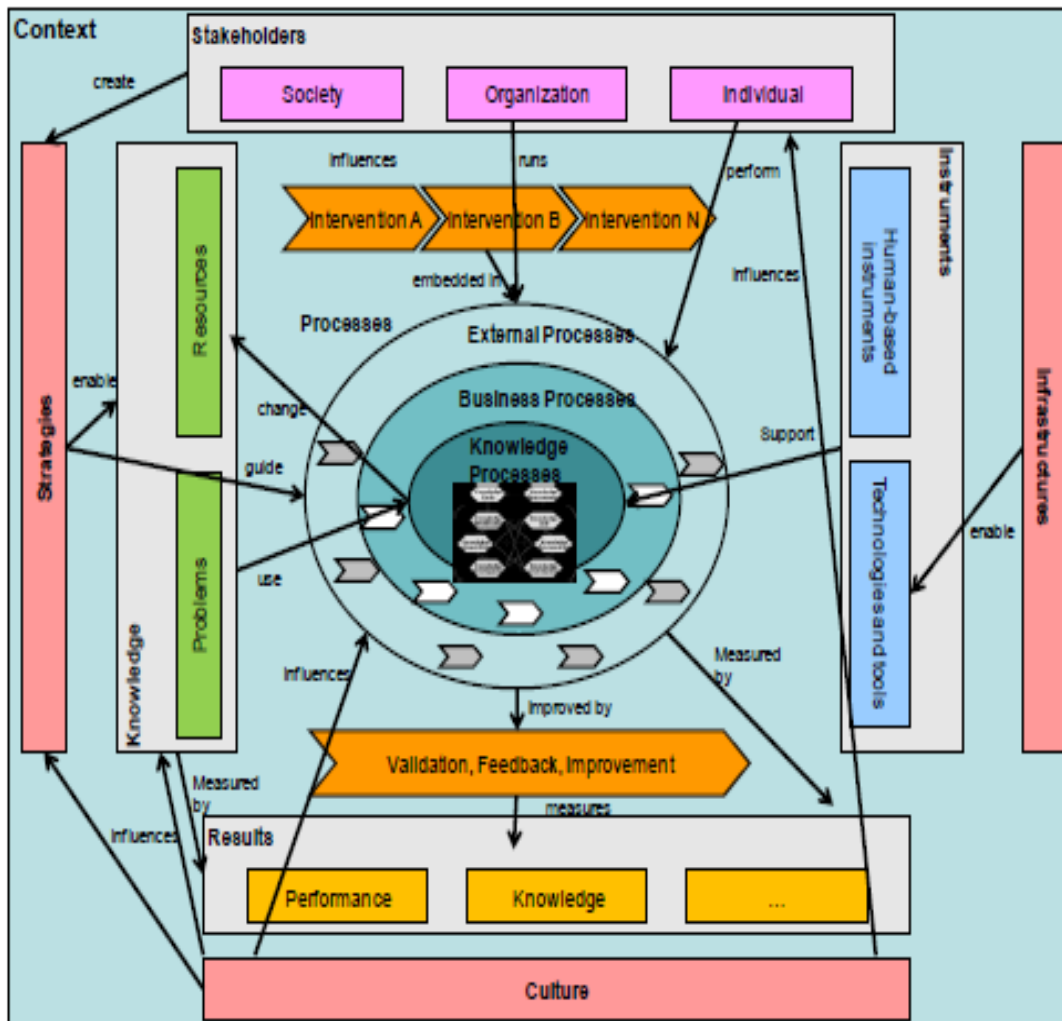 Context
Stakeholders
create
Society
Organization
Individual
Influences
runs
perform
Instruments
Intervention A
Intervention B
Intervention N
Human-based
instruments
Resources
Influences
embedded in
Processes
External Processes
enable
Business Processes
change
Knowledge
Processes
Support
Strategies
Infrastructures
guide
enable
use
Problems
Technologies and tools
Knowledge
Influences
Measured
by
Improved by
Validation, Feedback, Improvement
Measured
by
measures
Influences
Results
Performance
Knowledge
...
Culture